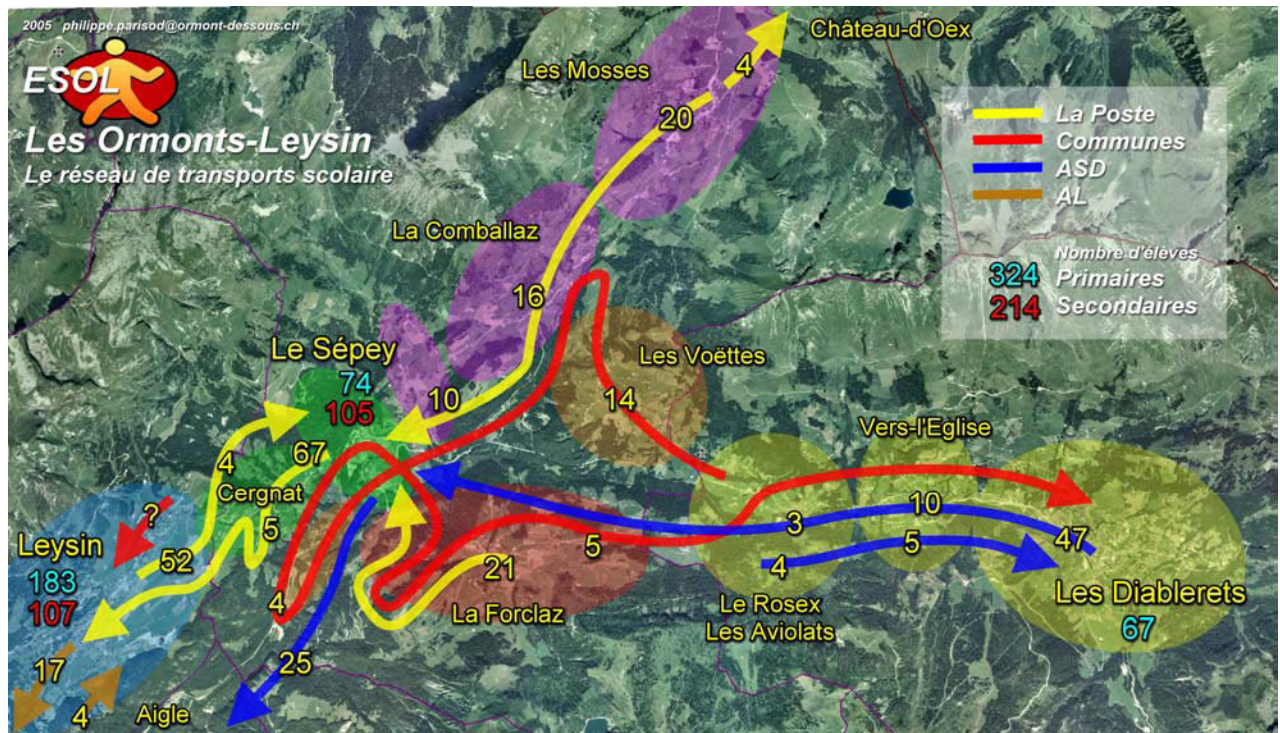 2005 philippe.parisod@ormont-dessous.ch
ESOL
Les Ormonts-Leysin
Le réseau de transports scolaire
Château-d'Oex
Les Mosses
4
20
La Poste
Communes
ASD
AL
Nombre d'élèves
324 Primaires
214 Secondaires
La Comballaz
16
Le Sépey
74
105
10
Les Voëttes
14
Vers-l'Eglise
67
4
Cergnat
5
?
Leysin
183
107
52
3
10
47
5
4
5
21
La Forclaz
4
Le Rosex
Les Aviolats
Les Diablerets
67
25
17
4
Aigle